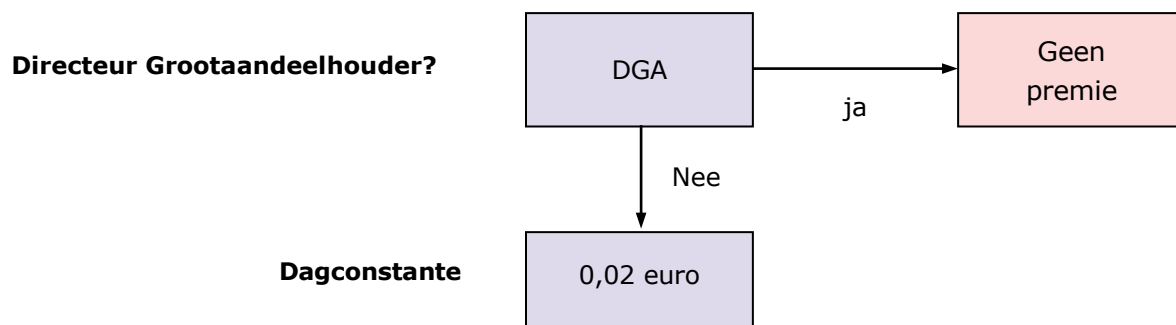 Directeur Grootaandeelhouder?
DGA
ja
Geen
premie
Nee
Dagconstante
0,02 euro